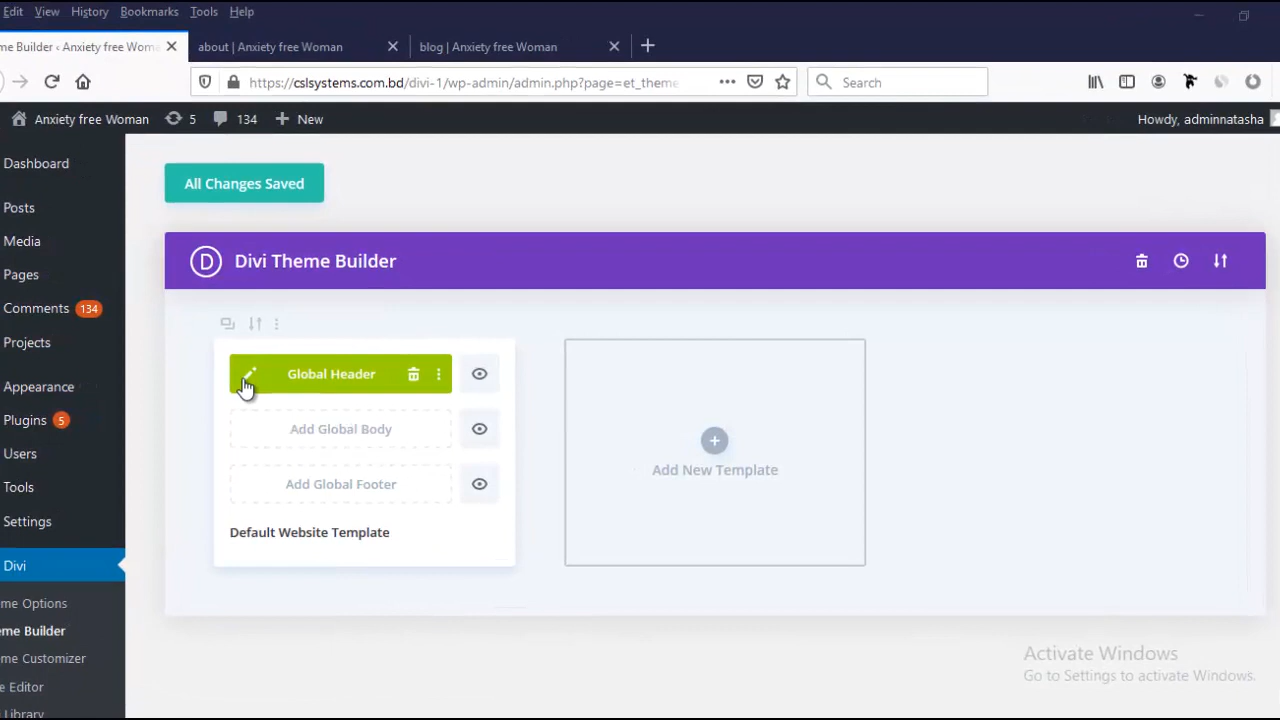 Edit View History Bookmarks Tools Help
me Builder ‹ Anxiety free Woma
about | Anxiety free Woman
blog | Anxiety free Woman
https://cslsystems.com.bd/divi-1/wp-admin/admin.php?page=et_theme
Search
Anxiety free Woman 5 134 New Howdy, adminnatasha
Dashboard
Posts
Media
Pages
Comments 134
Projects
Appearance
Plugins 5
Users
Tools
Settings
Divi
me Options
eme Builder
eme Customizer
e Editor
Library
All Changes Saved
D Divi Theme Builder
Global Header
Add Global Body
Add Global Footer
Default Website Template
Add New Template
Activate Windows
Go to Settings to activate Windows.